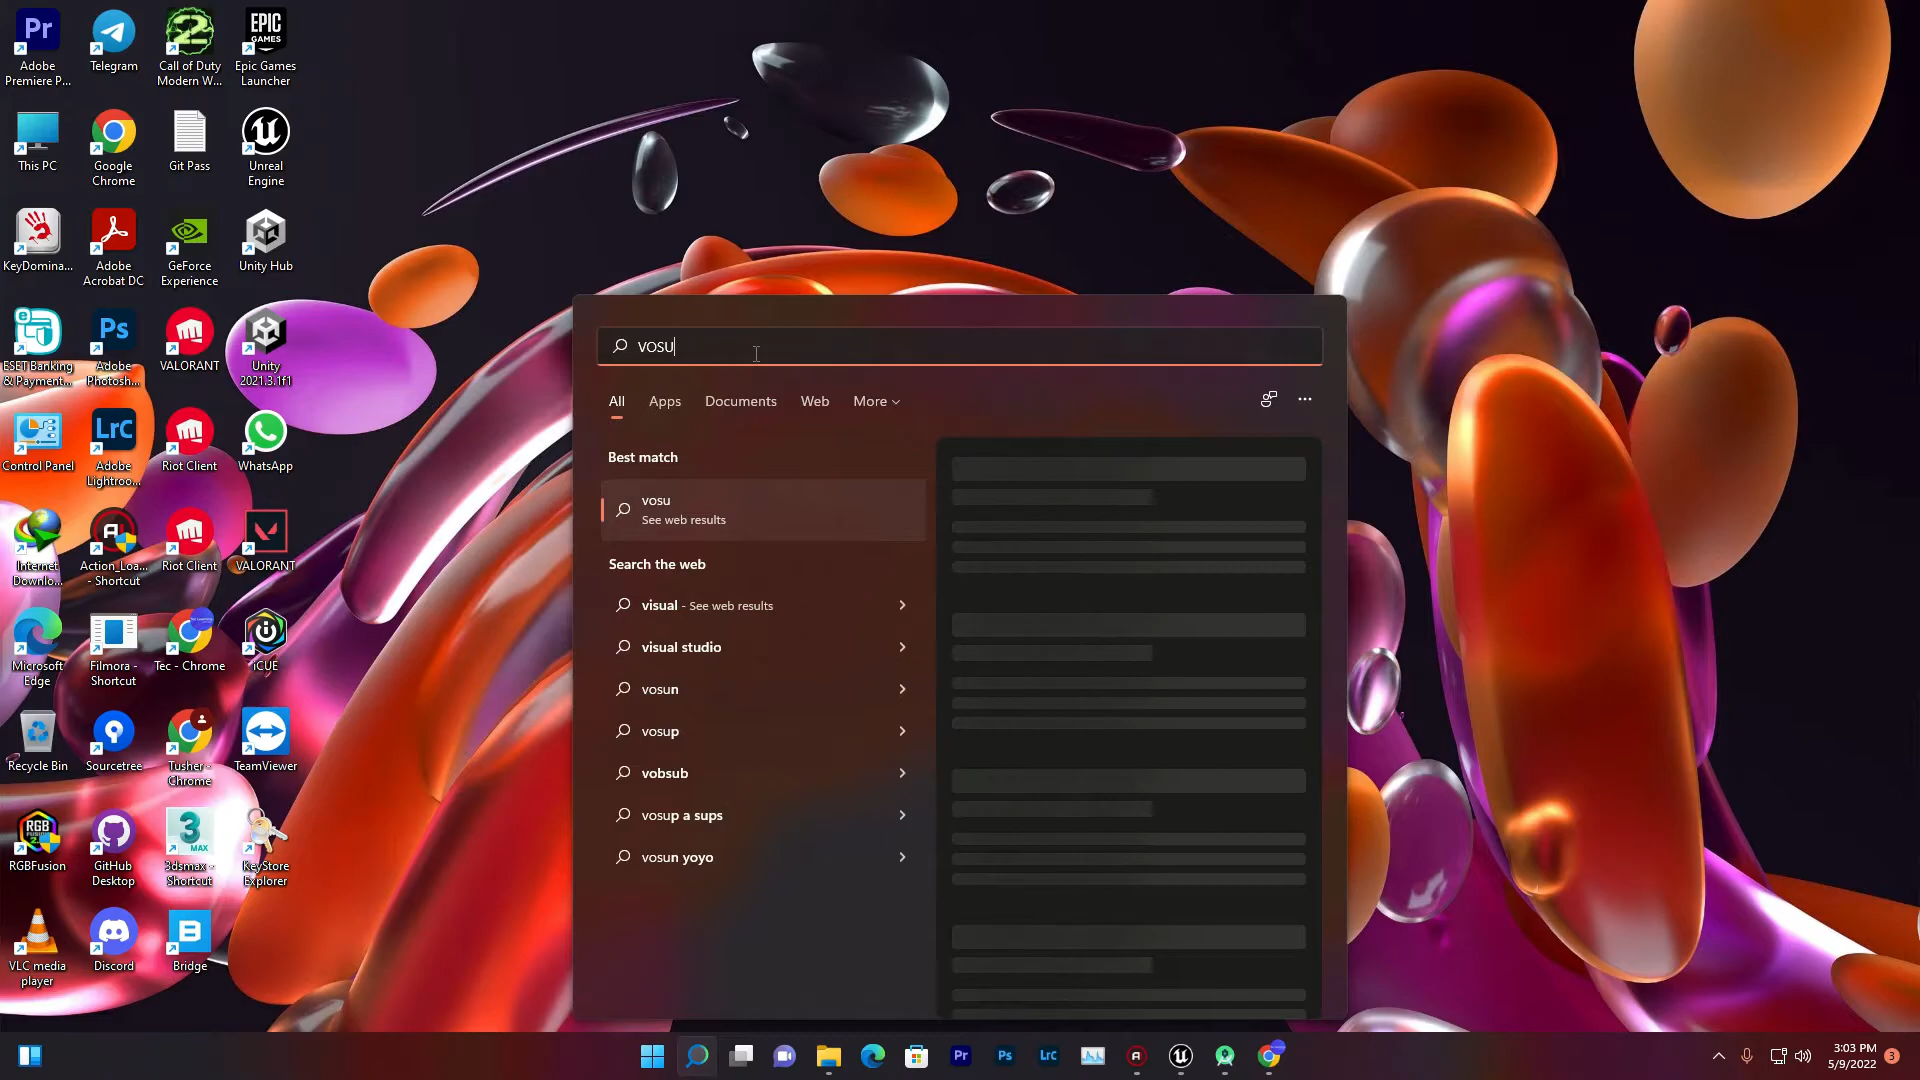 Adobe
Premiere P...
Telegram
Call of Duty
Modern W...
EPIC
GAMES
Epic Games
Launcher
This PC
Google
Chrome
Git Pass
Unreal
Engine
KeyDomina...
Adobe
Acrobat DC
GeForce
Experience
Unity Hub
ESET Banking
& Payment...
Adobe
Photosh...
VALORANT
Unity
2021.3.1f1
Control Panel
Adobe
Lightroo...
Riot Client
WhatsApp
Internet
Downlo...
Action_Loa...
- Shortcut
Riot Client
VALORANT
Microsoft
Edge
Filmora -
Shortcut
Tec - Chrome
iCUE
Recycle Bin
Sourcetree
Tusher -
Chrome
TeamViewer
RGBFusion
GitHub
Desktop
3dsmax -
Shortcut
KeyStore
Explorer
VLC media
player
Discord
Bridge
VOSU
All Apps Documents Web More
Best match
vosu
See web results
Search the web
visual - See web results
visual studio
vosun
vosup
vobsub
vosup a sups
vosun yoyo
Pr Ps LrC
3:03 PM
5/9/2022
3